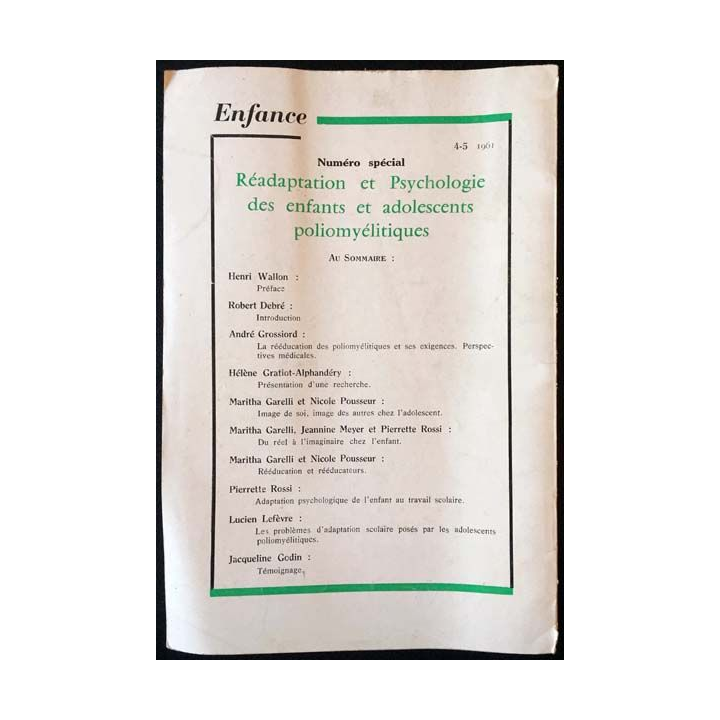 Enfance
4-5 1961
Numéro spécial
Réadaptation et Psychologie
des enfants et adolescents
poliomyélitiques
AU SOMMAIRE :
Henri Wallon :
Préface
Robert Debré :
Introduction
André Grossiord :
La rééducation des poliomyélitiques et ses exigences. Perspec-
tives médicales.
Hélène Gratiot-Alphandéry :
Présentation d'une recherche.
Maritha Garelli et Nicole Pousseur :
Image de soi, image des autres chez l'adolescent.
Maritha Garelli, Jeannine Meyer et Pierrette Rossi :
Du réel à l'imaginaire chez l'enfant.
Maritha Garelli et Nicole Pousseur :
Rééducation et rééducateurs.
Pierrette Rossi :
Adaptation psychologique de l'enfant au travail scolaire.
Lucien Lefèvre :
Les problèmes d'adaptation scolaire posés par les adolescents
poliomyélitiques.
Jacqueline Godin :
Témoignage.